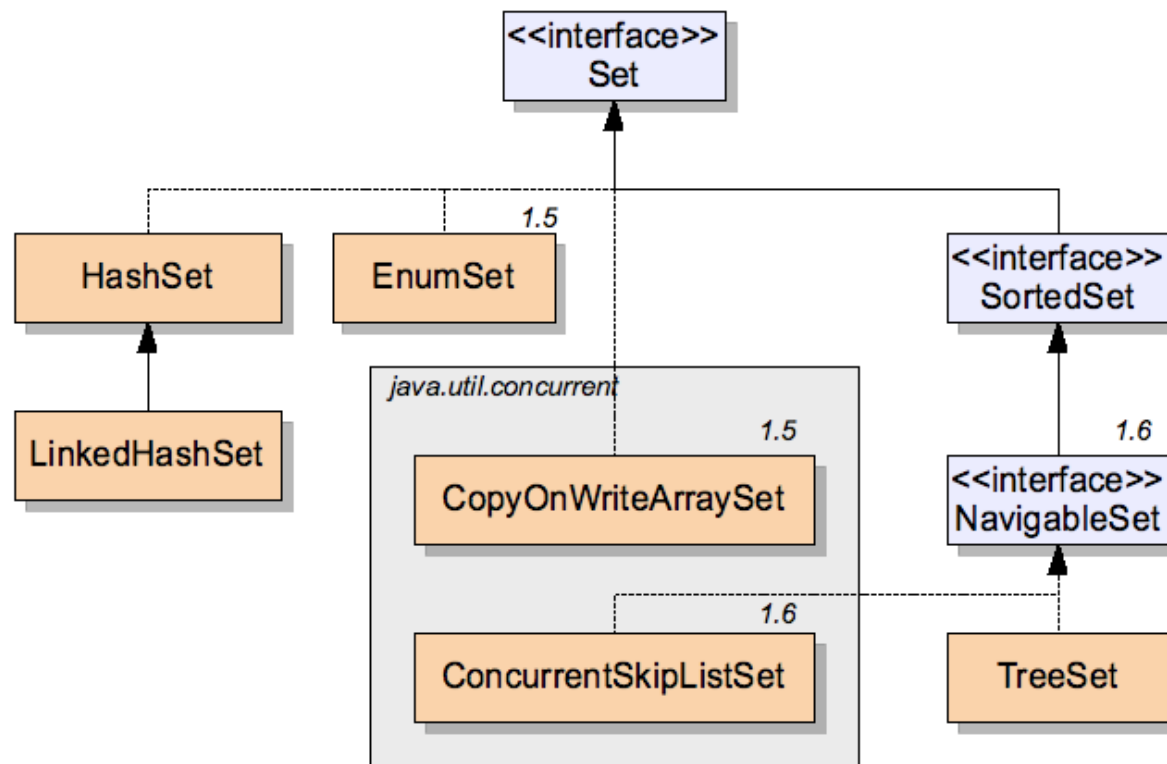 <<interface>>
Set
1.5
HashSet
EnumSet
<<interface>>
SortedSet
java.util.concurrent
LinkedHashSet
1.5
1.6
CopyOnWriteArraySet
<<interface>>
NavigableSet
1.6
ConcurrentSkipListSet
TreeSet